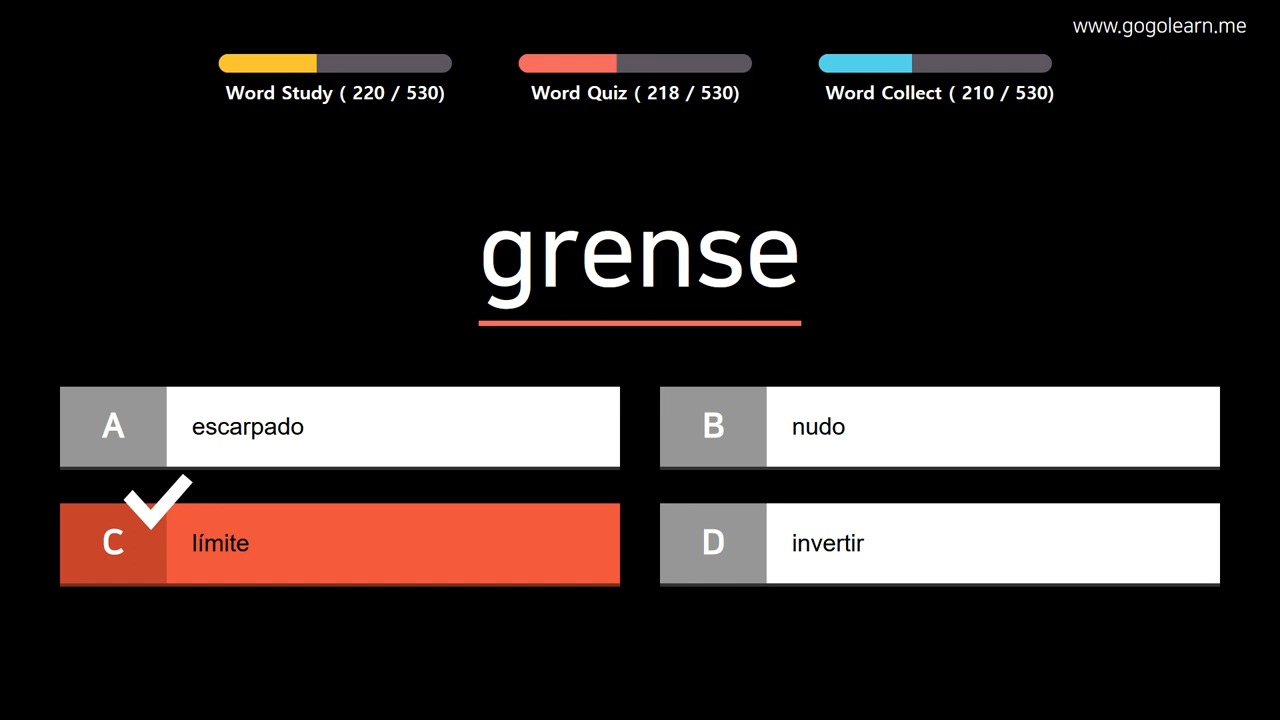 www.gogolearn.me
Word Study ( 220 / 530)
Word Quiz ( 218 / 530)
Word Collect ( 210 / 530)
grense
A escarpado
B nudo
C límite
D invertir